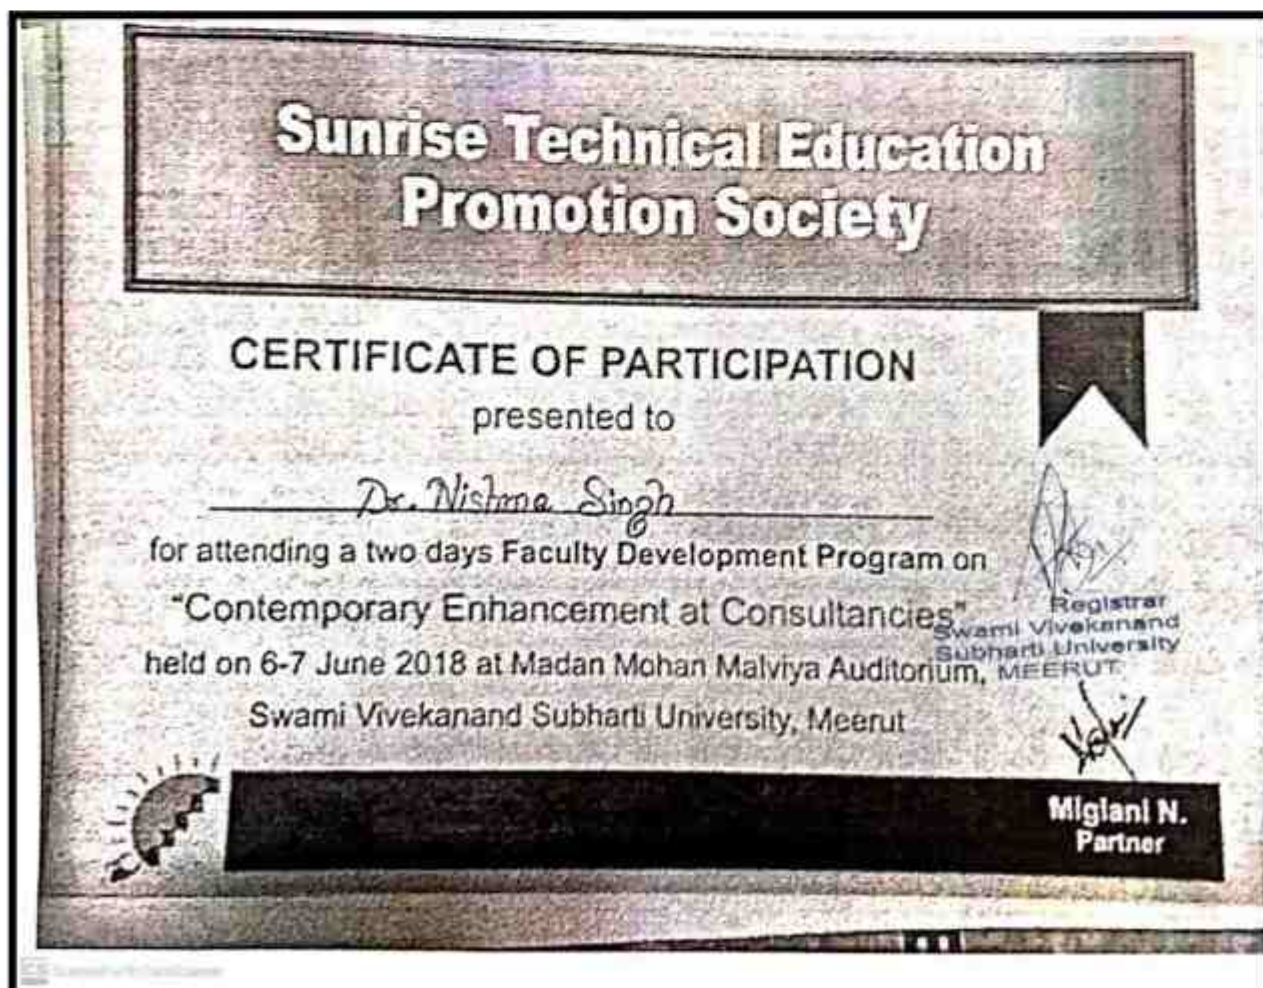 Sunrise Technical Education
Promotion Society
CERTIFICATE OF PARTICIPATION
presented to
Dr. Nishma Singh
for attending a two days Faculty Development Program on
"Contemporary Enhancement at Consultancies"
held on 6-7 June 2018 at Madan Mohan Malviya Auditorium,
Swami Vivekanand Subharti University, Meerut
Registrar
Swami Vivekanand
Subharti University
MEERUT
Miglani N.
Partner